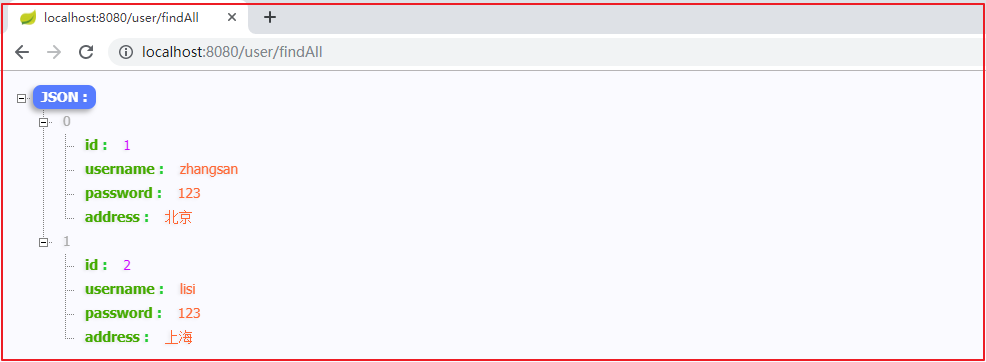 localhost:8080/user/findAll
localhost:8080/user/findAll
JSON :
0
id : 1
username : zhangsan
password : 123
address : 北京
1
id : 2
username : lisi
password : 123
address : 上海